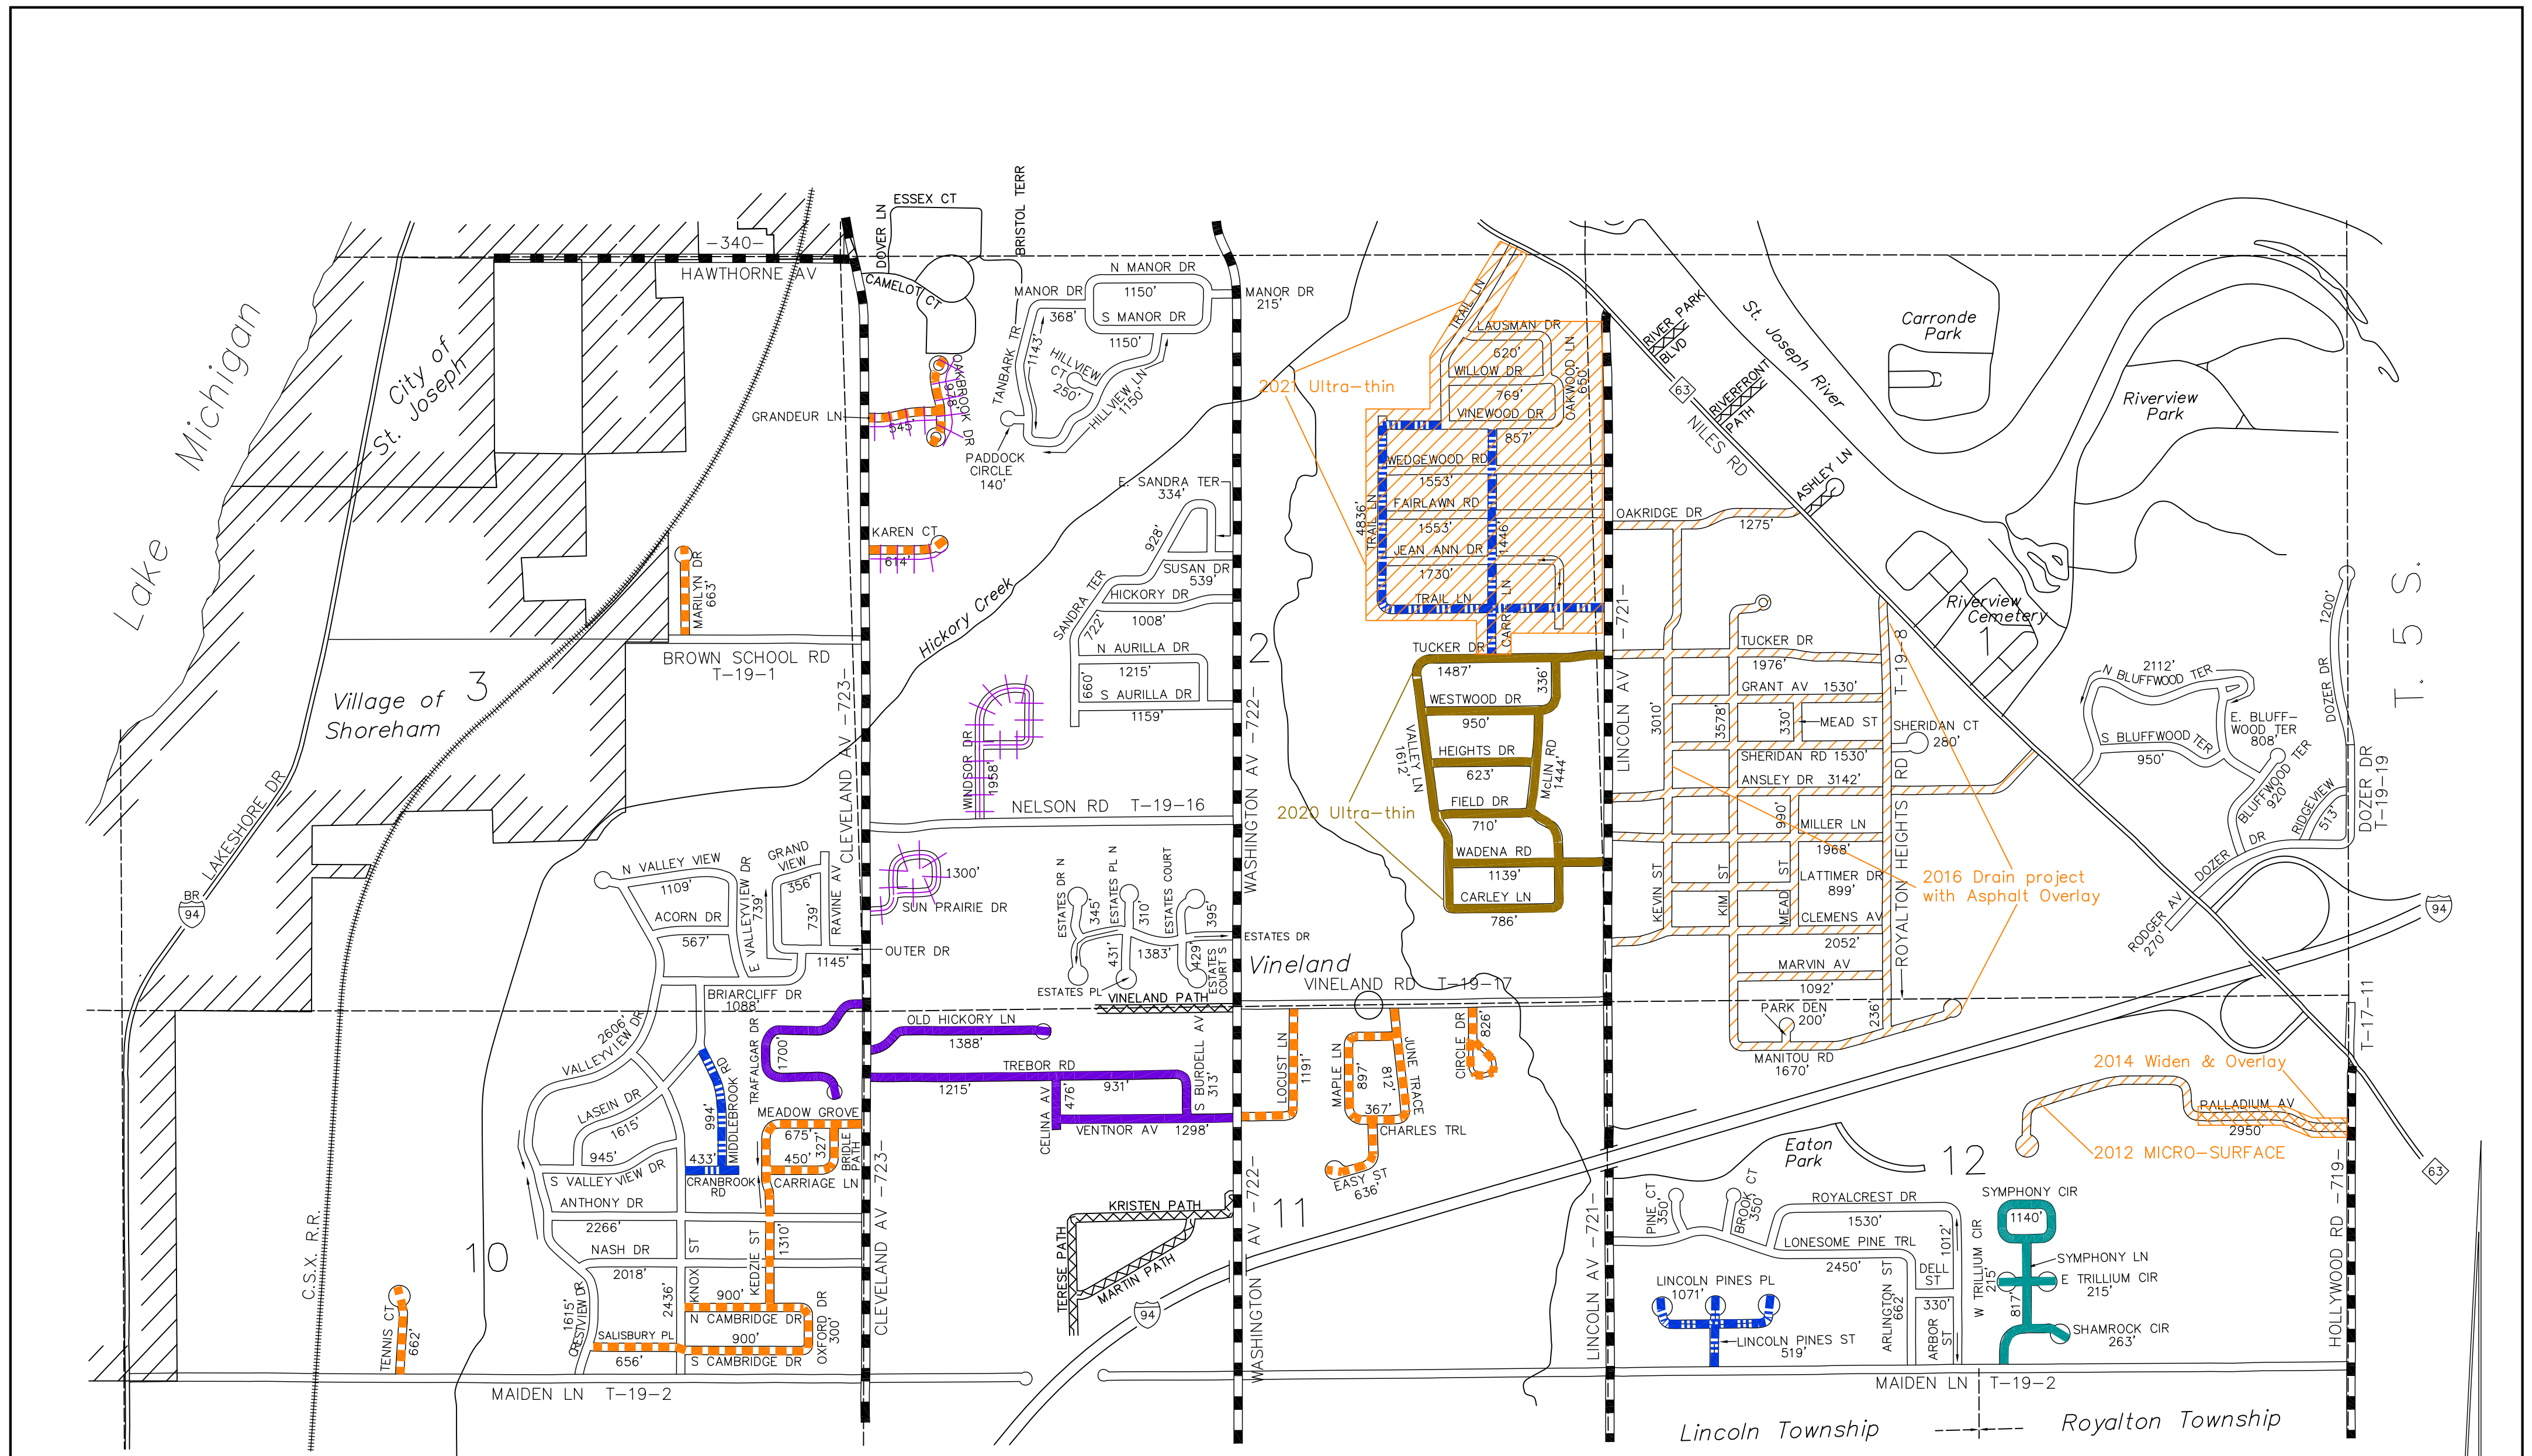 -340-
HAWTHORNE AV
Lake Michigan
City of
St. Joseph
DOVER LN
ESSEX CT
BRISTOL TERR
CAMELOT CT
GRANDEUR LN
545'
OAKBROOK DR
978'
MANOR DR
368'
N MANOR DR
1150'
S MANOR DR
1150'
MANOR DR
215'
TANBARK TR
1143'
HILLVIEW
CT
250'
HILLVIEW LN
1150'
PADDOCK
CIRCLE
140'
KAREN CT
614'
MARILYN DR
663'
BROWN SCHOOL RD
T-19-1
Village of
Shoreham
3
LAKESHORE DR
BR
94
C.S.X. R.R.
CLEVELAND AV -723-
Hickory Creek
E. SANDRA TER
334'
928'
SUSAN DR
539'
SANDRA TER
722'
HICKORY DR
1008'
N AURILLA DR
1215'
660'
S AURILLA DR
1159'
2
WASHINGTON AV -722-
WINDSOR DR
1958'
NELSON RD T-19-16
1300'
SUN PRAIRIE DR
N VALLEY VIEW
1109'
ACORN DR
567'
E VALLEYVIEW DR
739'
GRAND
VIEW
356'
739'
RAVINE AV
OUTER DR
1145'
BRIARCLIFF DR
1088'
ESTATES DR N
345'
ESTATES PL N
310'
ESTATES COURT
395'
ESTATES DR
431'
1383'
429'
ESTATES
COURT S
ESTATES PL
VINELAND PATH
Vineland
VINELAND RD T-19-17
2021 Ultra-thin
TRAIL LN
LAUSMAN DR
620'
WILLOW DR
769'
VINEWOOD DR
857'
OAKWOOD LN
650'
WEDGEWOOD RD
1553'
FAIRLAWN RD
1553'
TRAIL LN
4836'
JEAN ANN DR
1730'
TRAIL LN
CARRIE LN
1446'
TUCKER DR
1487'
336'
WESTWOOD DR
950'
HEIGHTS DR
623'
VALLEY LN
1612'
McLIN RD
1444'
FIELD DR
710'
WADENA RD
1139'
CARLEY LN
786'
2020 Ultra-thin
LINCOLN AV -721-
RIVER PARK
BLVD
RIVERFRONT
PATH
63
NILES RD
St. Joseph River
Carronde
Park
Riverview
Park
ASHLEY LN
OAKRIDGE DR
1275'
Riverview
Cemetery
1
T. 5 S.
TUCKER DR
1976'
GRANT AV 1530'
3010'
3578'
330'
MEAD ST
SHERIDAN CT
280'
SHERIDAN RD 1530'
ANSLEY DR 3142'
990'
MILLER LN
1968'
LATTIMER DR
899'
KEVIN ST
KIM ST
MEAD ST
CLEMENS AV
2052'
MARVIN AV
1092'
PARK DEN
200'
236'
MANITOU RD
1670'
ROYALTON HEIGHTS RD T-19-8
2016 Drain project
with Asphalt Overlay
N BLUFFWOOD TER
2112'
S BLUFFWOOD TER
950'
E. BLUFF-
WOOD TER
808'
BLUFFWOOD TER
920'
RIDGEVIEW
513'
DOZER DR
1200'
DOZER DR
T-19-19
DOZER DR
RODGER AV
270'
94
T-17-11
2014 Widen & Overlay
PALLADIUM AV
2950'
2012 MICRO-SURFACE
63
VALLEYVIEW DR
2606'
LASEIN DR
1615'
945'
S VALLEY VIEW DR
ANTHONY DR
2266'
NASH DR
2018'
10
CRESTVIEW DR
1615'
SALISBURY PL
656'
KNOX ST
2436'
MIDDLEBROOK RD
994'
433'
CRANBROOK
RD
TRAFALGAR DR
1700'
MEADOW GROVE
675'
327'
450'
BRIDLE
PATH
CARRIAGE LN
KEDZIE ST
1310'
900'
N CAMBRIDGE DR
900'
S CAMBRIDGE DR
OXFORD DR
300'
CLEVELAND AV -723-
TENNIS CT
662'
MAIDEN LN T-19-2
OLD HICKORY LN
1388'
TREBOR RD
1215'
931'
CELINA AV
476'
S BURDELL AV
313'
VENTNOR AV 1298'
KRISTEN PATH
TERESE PATH
MARTIN PATH
94
WASHINGTON AV -722-
11
LOCUST LN
1191'
MAPLE LN
897'
JUNE TRACE
812'
367'
CHARLES TRL
EASY ST
636'
CIRCLE DR
826'
Eaton
Park
12
LINCOLN AV -721-
PINE CT
350'
BROOK CT
350'
ROYALCREST DR
1530'
LONESOME PINE TRL
2450'
1012'
DELL
ST
330'
ARLINGTON ST
662'
ARBOR
ST
LINCOLN PINES PL
1071'
LINCOLN PINES ST
519'
SYMPHONY CIR
1140'
SYMPHONY LN
W TRILLIUM CIR
215'
E TRILLIUM CIR
215'
817'
SHAMROCK CIR
263'
HOLLYWOOD RD -719-
MAIDEN LN T-19-2
Lincoln Township
Royalton Township